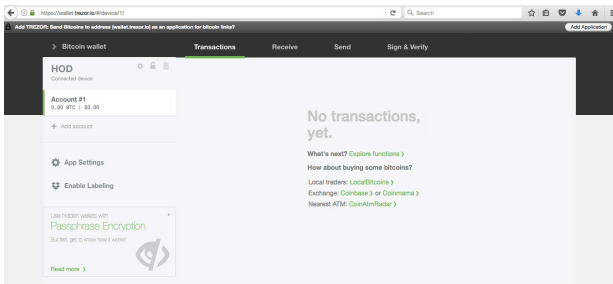 https://wallet.trezor.io/#/device/1/
Search
Add TREZOR: Send Bitcoins to address (wallet.trezor.io) as an application for bitcoin links?
Add Application
Bitcoin wallet
Transactions
Receive
Send
Sign & Verify
HOD
Connected device
Account #1
0.00 BTC | $0.00
+ Add account
App Settings
Enable Labeling
Use hidden wallets with
Passphrase Encryption
But first, get to know how it works!
Read more >
No transactions,
yet.
What's next? Explore functions >
How about buying some bitcoins?
Local traders: LocalBitcoins >
Exchange: Coinbase > or Coinmama >
Nearest ATM: CoinAtmRadar >